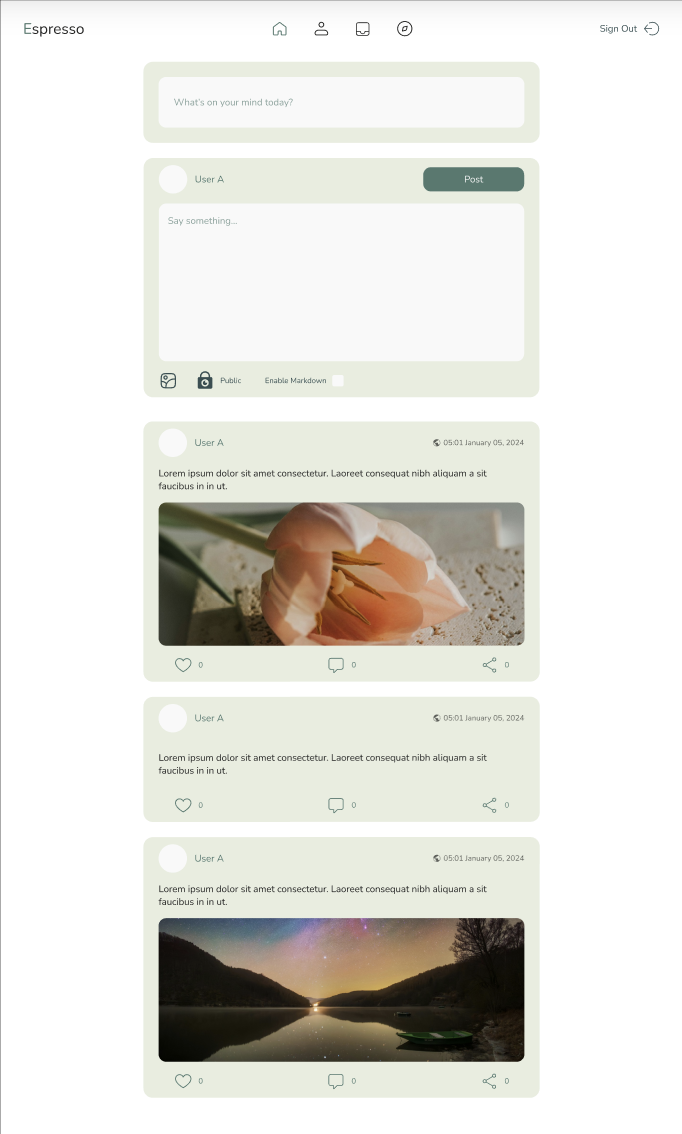 Espresso
Sign Out
What's on your mind today?
User A
Post
Say something...
Public
Enable Markdown
User A
05:01 January 05, 2024
Lorem ipsum dolor sit amet consectetur. Laoreet consequat nibh aliquam a sit
faucibus in in ut.
0
0
0
User A
05:01 January 05, 2024
Lorem ipsum dolor sit amet consectetur. Laoreet consequat nibh aliquam a sit
faucibus in in ut.
0
0
0
User A
05:01 January 05, 2024
Lorem ipsum dolor sit amet consectetur. Laoreet consequat nibh aliquam a sit
faucibus in in ut.
0
0
0